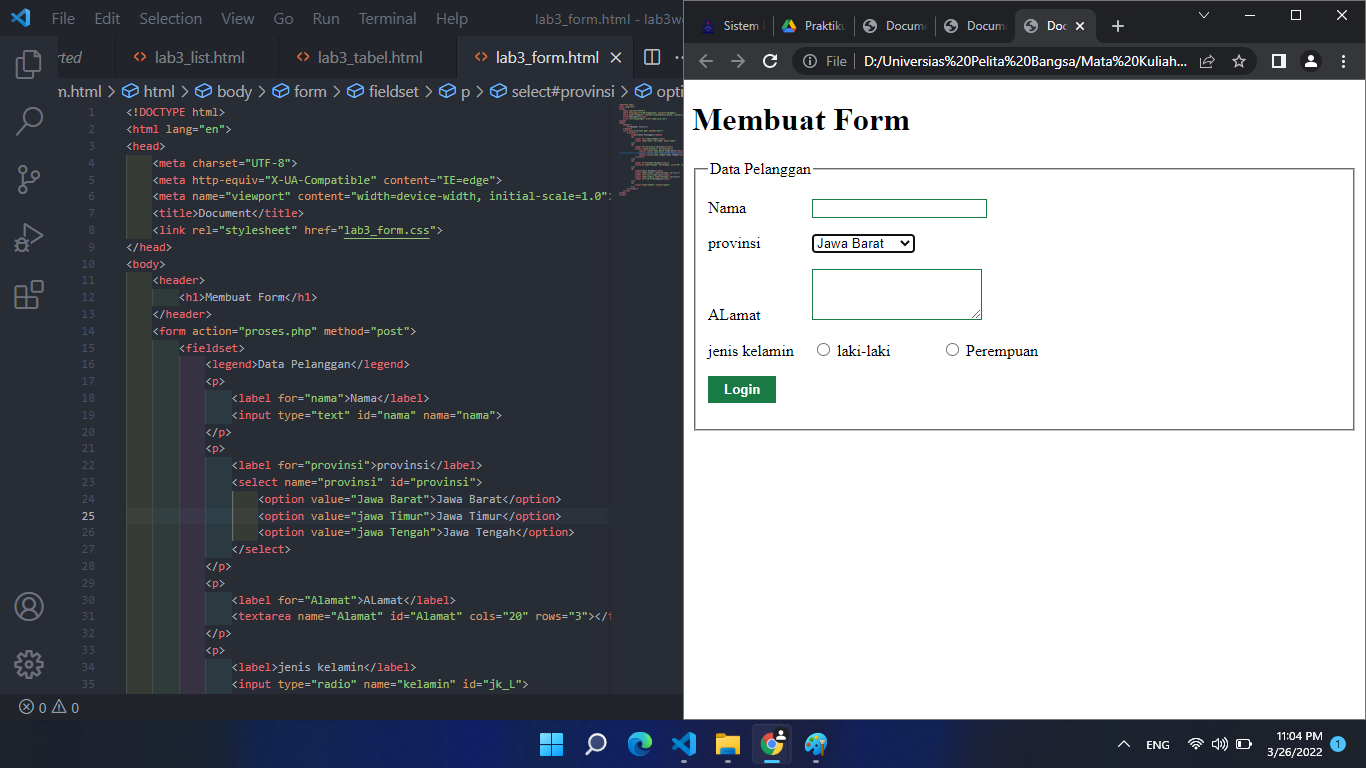 File Edit Selection View Go Run Terminal Help lab3_form.html - lab3we
rted lab3_list.html lab3_tabel.html lab3_form.html
m.html > html > body > form > fieldset > p > select#provinsi > opti
1 <!DOCTYPE html>
2 <html lang="en">
3 <head>
4 <meta charset="UTF-8">
5 <meta http-equiv="X-UA-Compatible" content="IE=edge">
6 <meta name="viewport" content="width=device-width, initial-scale=1.0">
7 <title>Document</title>
8 <link rel="stylesheet" href="lab3_form.css">
9 </head>
10 <body>
11 <header>
12 <h1>Membuat Form</h1>
13 </header>
14 <form action="proses.php" method="post">
15 <fieldset>
16 <legend>Data Pelanggan</legend>
17 <p>
18 <label for="nama">Nama</label>
19 <input type="text" id="nama" nama="nama">
20 </p>
21 <p>
22 <label for="provinsi">provinsi</label>
23 <select name="provinsi" id="provinsi">
24 <option value="Jawa Barat">Jawa Barat</option>
25 <option value="jawa Timur">Jawa Timur</option>
26 <option value="jawa Tengah">Jawa Tengah</option>
27 </select>
28 </p>
29 <p>
30 <label for="Alamat">ALamat</label>
31 <textarea name="Alamat" id="Alamat" cols="20" rows="3"></t
32 </p>
33 <p>
34 <label>jenis kelamin</label>
35 <input type="radio" name="kelamin" id="jk_L">
0 0
Sistem Praktiku Docume Docum Doc
File D:/Universias%20Pelita%20Bangsa/Mata%20Kuliah...
Membuat Form
Data Pelanggan
Nama
provinsi Jawa Barat
ALamat
jenis kelamin laki-laki Perempuan
Login
ENG 11:04 PM
3/26/2022 1